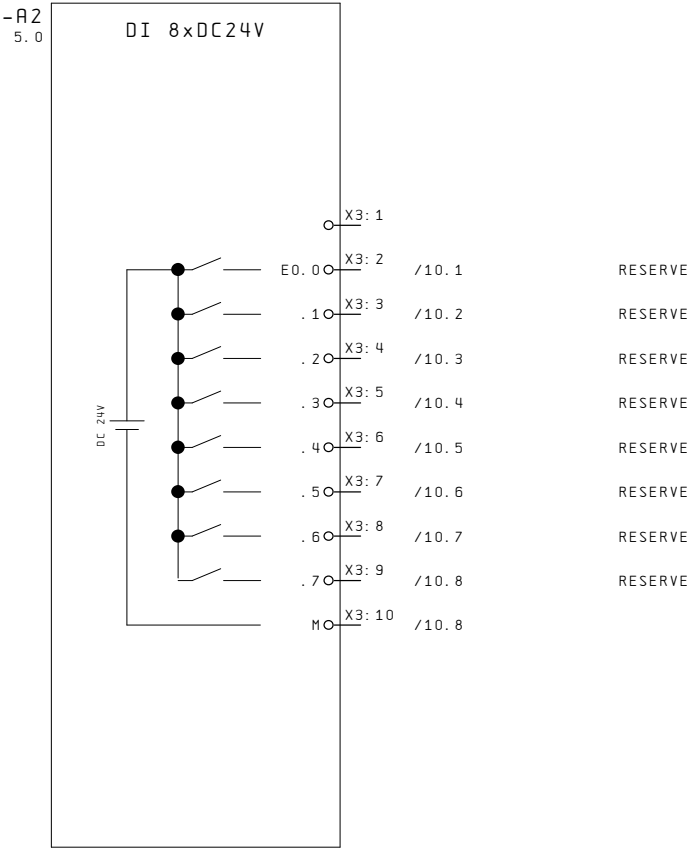 -A2
5.0
DI 8xDC24V
X3:1
E0.0 X3:2 /10.1 RESERVE
.1 X3:3 /10.2 RESERVE
.2 X3:4 /10.3 RESERVE
.3 X3:5 /10.4 RESERVE
DC 24V
.4 X3:6 /10.5 RESERVE
.5 X3:7 /10.6 RESERVE
.6 X3:8 /10.7 RESERVE
.7 X3:9 /10.8 RESERVE
M X3:10 /10.8